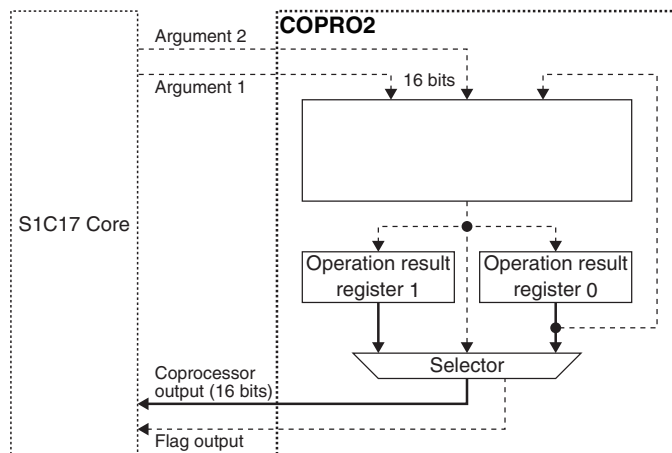 COPRO2
Argument 2
Argument 1
16 bits
S1C17 Core
Operation result
register 1
Operation result
register 0
Selector
Coprocessor
output (16 bits)
Flag output